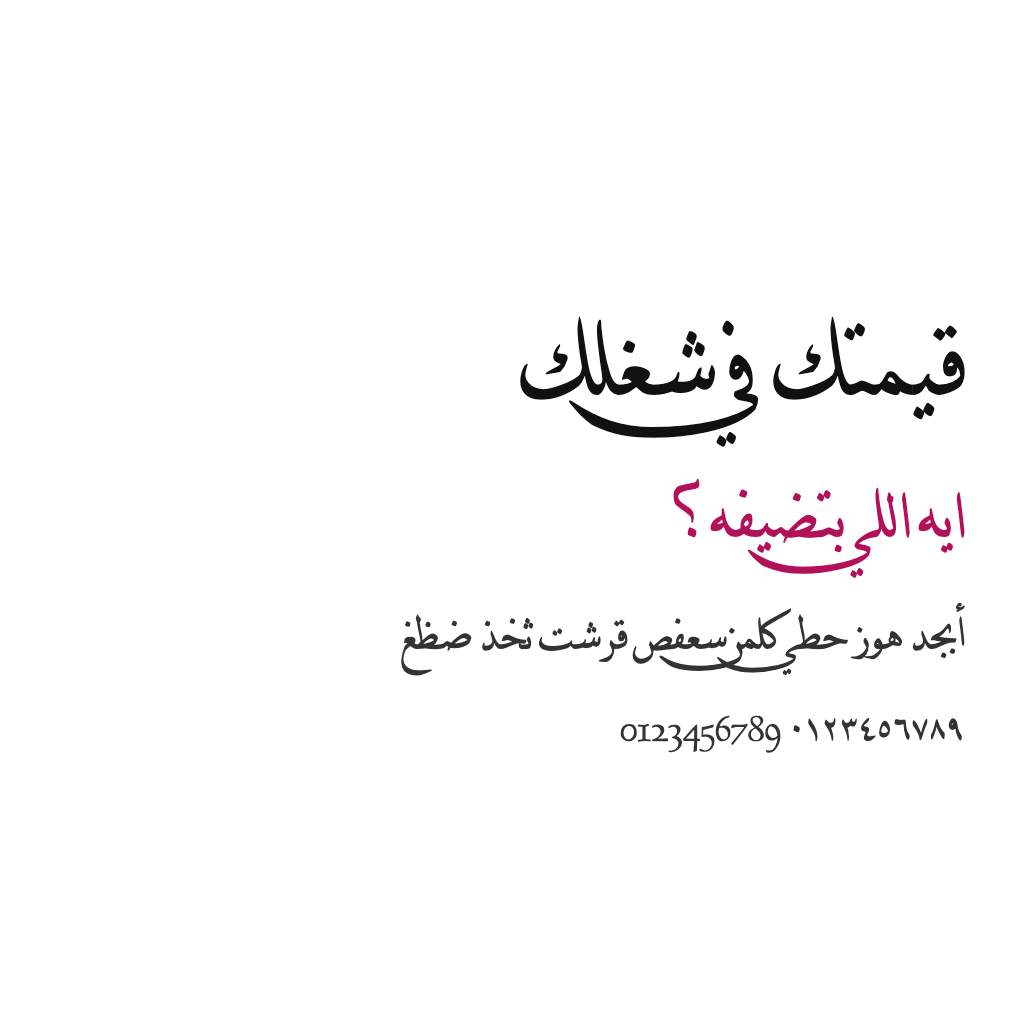 قيمتك في شغلك
ايه اللي بتضيفه ؟
أبجد هوز حطي كلمن سعفص قرشت ثخذ ضظغ
0123456789 ٠١٢٣٤٥٦٧٨٩